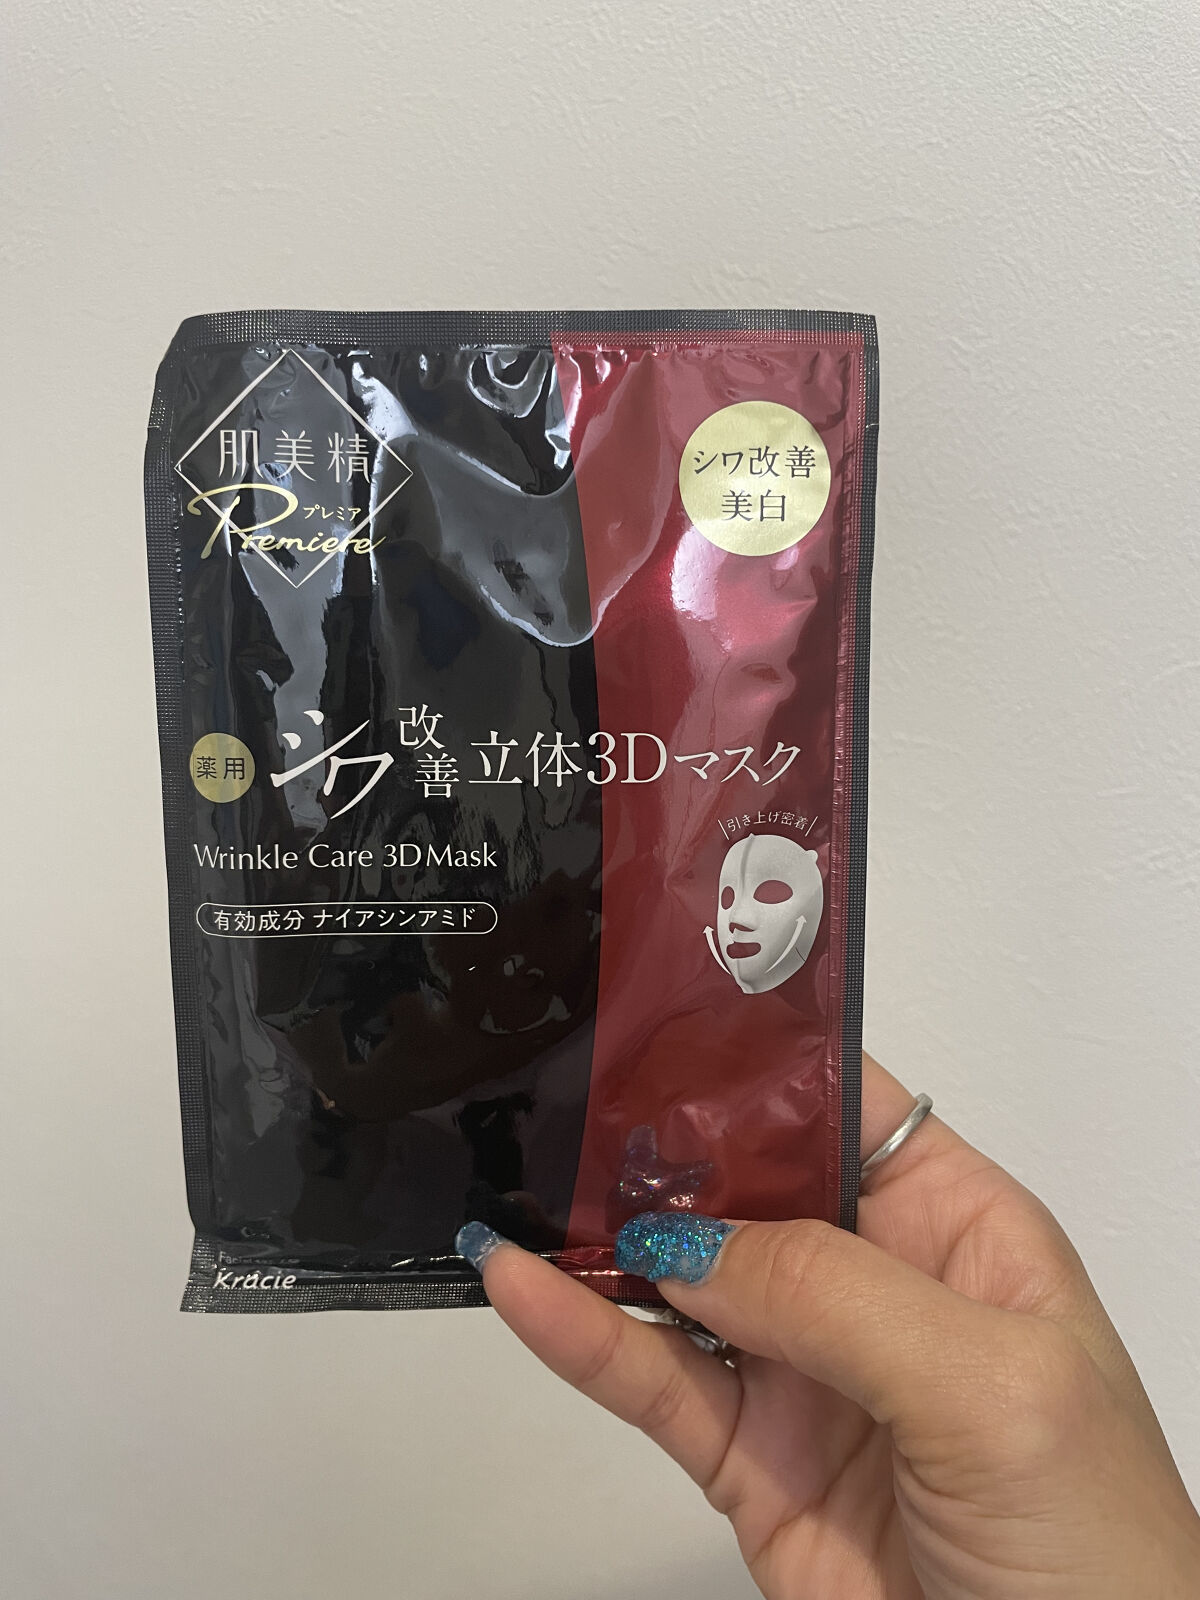 肌美精
プレミア
Premiere
シワ改善
美白
薬用
シワ改善立体3Dマスク
Wrinkle Care 3D Mask
有効成分 ナイアシンアミド
引き上げ密着
Kracie